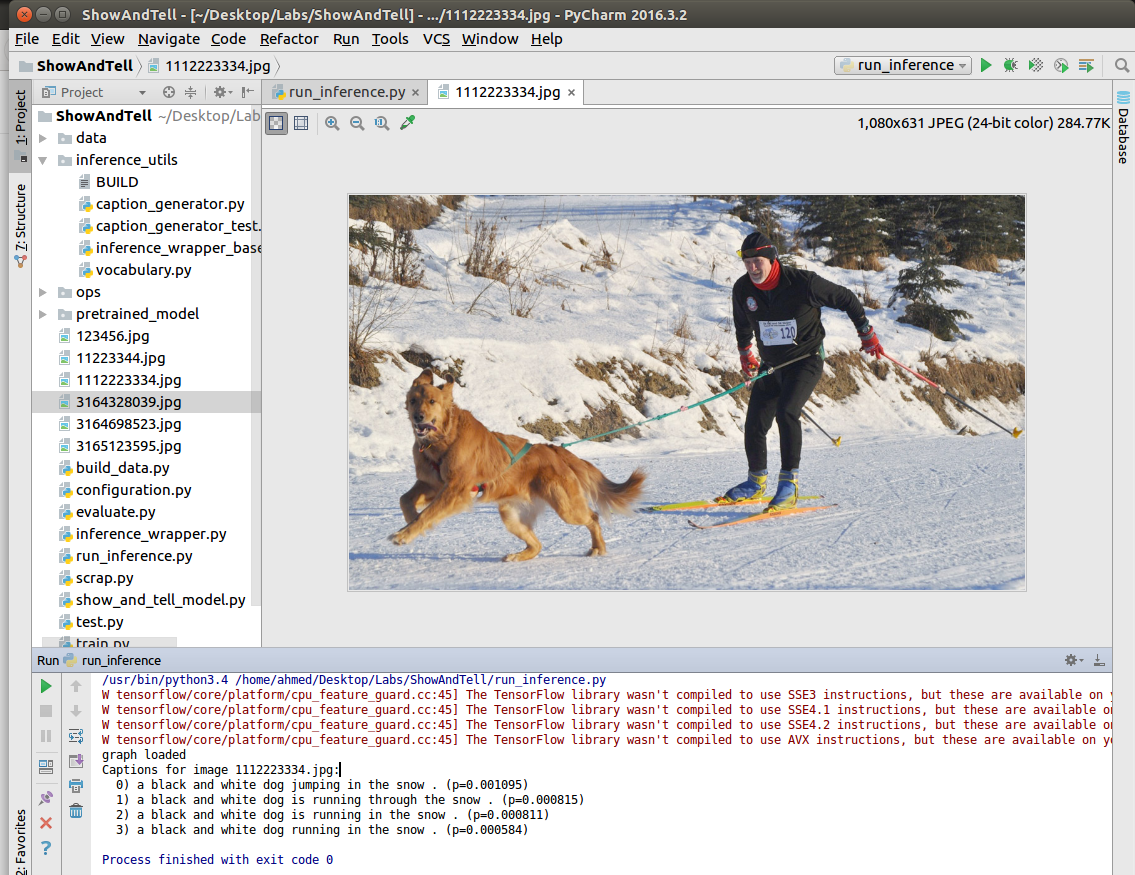 ShowAndTell - [~/Desktop/Labs/ShowAndTell] - .../1112223334.jpg - PyCharm 2016.3.2
File Edit View Navigate Code Refactor Run Tools VCS Window Help
ShowAndTell 1112223334.jpg run_inference
Project run_inference.py × 1112223334.jpg ×
1: Project
7: Structure
2: Favorites
Database
ShowAndTell ~/Desktop/Lab
data
inference_utils
BUILD
caption_generator.py
caption_generator_test.
inference_wrapper_base
vocabulary.py
ops
pretrained_model
123456.jpg
11223344.jpg
1112223334.jpg
3164328039.jpg
3164698523.jpg
3165123595.jpg
build_data.py
configuration.py
evaluate.py
inference_wrapper.py
run_inference.py
scrap.py
show_and_tell_model.py
test.py
train.py
1,080x631 JPEG (24-bit color) 284.77K
120
Run run_inference
/usr/bin/python3.4 /home/ahmed/Desktop/Labs/ShowAndTell/run_inference.py
W tensorflow/core/platform/cpu_feature_guard.cc:45] The TensorFlow library wasn't compiled to use SSE3 instructions, but these are available on y
W tensorflow/core/platform/cpu_feature_guard.cc:45] The TensorFlow library wasn't compiled to use SSE4.1 instructions, but these are available on
W tensorflow/core/platform/cpu_feature_guard.cc:45] The TensorFlow library wasn't compiled to use SSE4.2 instructions, but these are available on
W tensorflow/core/platform/cpu_feature_guard.cc:45] The TensorFlow library wasn't compiled to use AVX instructions, but these are available on yo
graph loaded
Captions for image 1112223334.jpg:
0) a black and white dog jumping in the snow . (p=0.001095)
1) a black and white dog is running through the snow . (p=0.000815)
2) a black and white dog is running in the snow . (p=0.000811)
3) a black and white dog running in the snow . (p=0.000584)
Process finished with exit code 0